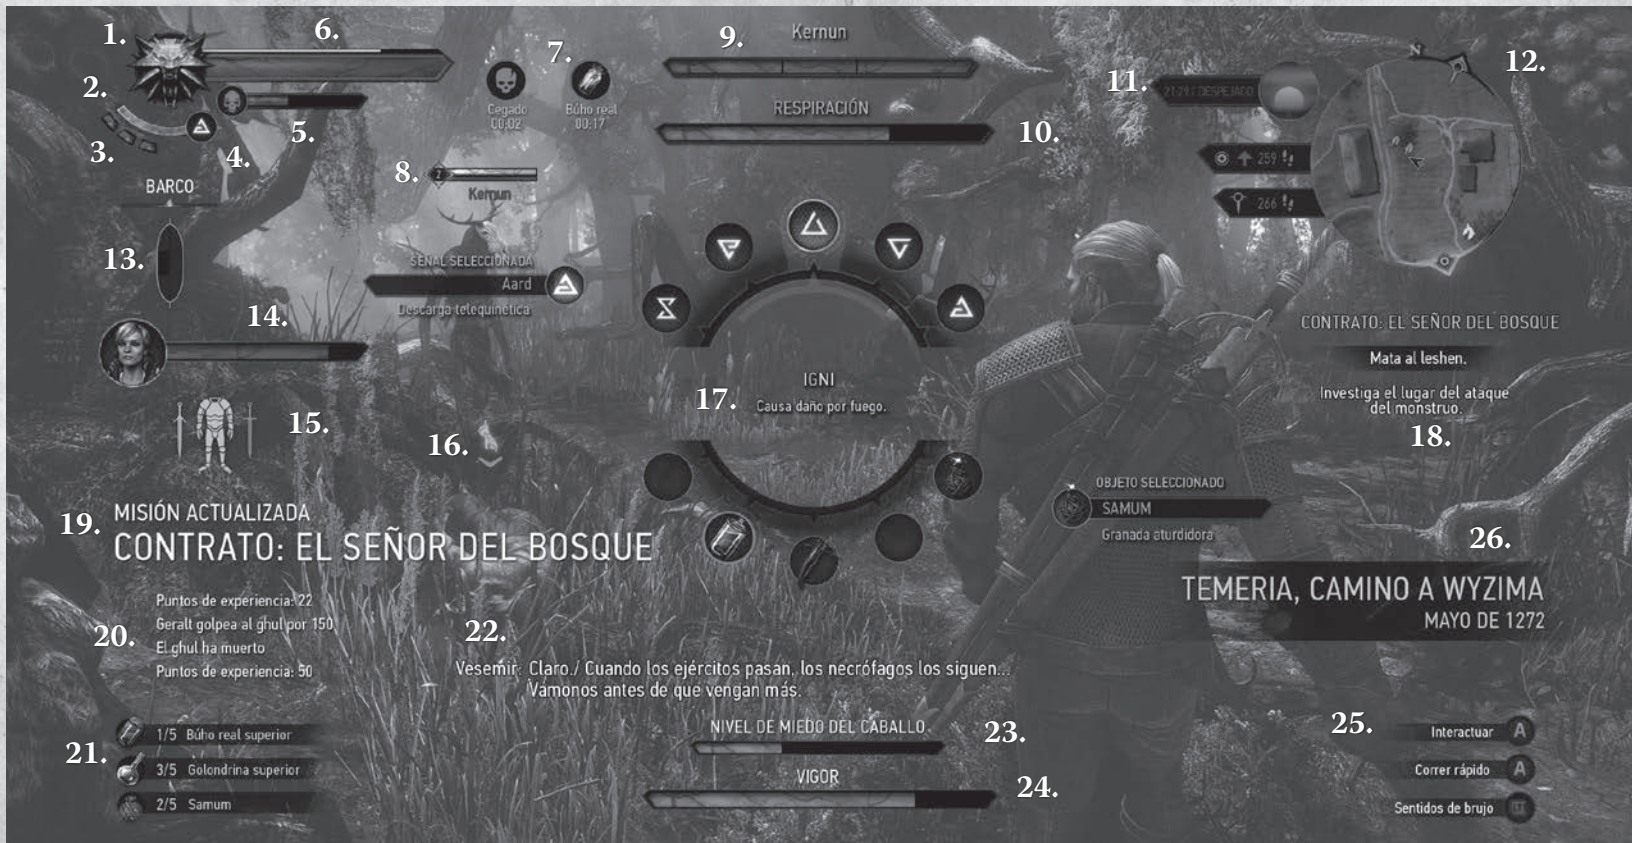 1.
6.
9.
Kernun
7.
N
12.
2.
11.
21:21 / DESPEJADO
Cegado
00:02
Búho real
00:17
RESPIRACIÓN
3.
4.
5.
10.
259
8.
Z
Kernun
BARCO
266
13.
SEÑAL SELECCIONADA
Aard
Descarga telequinética
14.
CONTRATO: EL SEÑOR DEL BOSQUE
Mata al leshen.
IGNI
17.
Causa daño por fuego.
Investiga el lugar del ataque
del monstruo.
15.
16.
18.
OBJETO SELECCIONADO
SAMUM
Granada aturdidora
19.
MISIÓN ACTUALIZADA
CONTRATO: EL SEÑOR DEL BOSQUE
26.
TEMERIA, CAMINO A WYZIMA
MAYO DE 1272
20.
Puntos de experiencia: 22
Geralt golpea al ghul por 150
El ghul ha muerto
Puntos de experiencia: 50
22.
Vesemir: Claro./ Cuando los ejércitos pasan, los necrófagos los siguen...
Vámonos antes de que vengan más.
21.
1/5 Búho real superior
3/5 Golondrina superior
2/5 Samum
NIVEL DE MIEDO DEL CABALLO
23.
VIGOR
24.
25.
Interactuar A
Correr rápido A
Sentidos de brujo